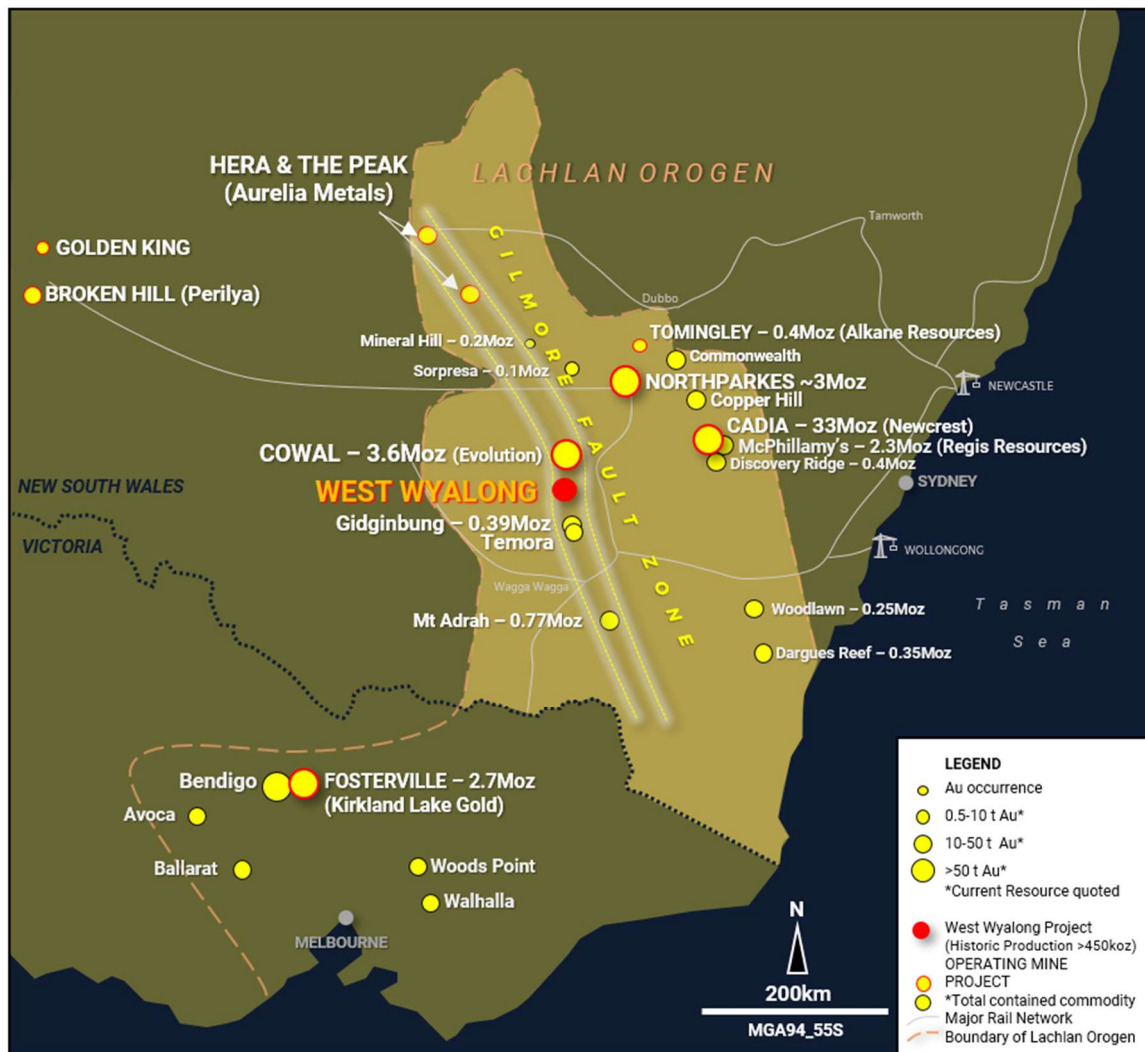 LACHLAN OROGEN
HERA & THE PEAK
(Aurelia Metals)
Tamworth
GOLDEN KING
BROKEN HILL (Perilya)
GILMORE FAULT ZONE
Dubbo
Mineral Hill – 0.2Moz
TOMINGLEY – 0.4Moz (Alkane Resources)
Commonwealth
Sorpresa – 0.1Moz
NORTHPARKES ~3Moz
NEWCASTLE
Copper Hill
CADIA – 33Moz (Newcrest)
McPhillamy's – 2.3Moz (Regis Resources)
COWAL – 3.6Moz (Evolution)
Discovery Ridge – 0.4Moz
NEW SOUTH WALES
WEST WYALONG
SYDNEY
Gidginbung – 0.39Moz
Temora
VICTORIA
WOLLONGONG
Wagga Wagga
Mt Adrah – 0.77Moz
Woodlawn – 0.25Moz
Tasman
Sea
Dargues Reef – 0.35Moz
Bendigo
FOSTERVILLE – 2.7Moz
(Kirkland Lake Gold)
Avoca
Ballarat
Woods Point
Walhalla
MELBOURNE
N
200km
MGA94_55S
LEGEND
Au occurrence
0.5-10 t Au*
10-50 t Au*
>50 t Au*
*Current Resource quoted
West Wyalong Project
(Historic Production >450koz)
OPERATING MINE
PROJECT
*Total contained commodity
Major Rail Network
Boundary of Lachlan Orogen